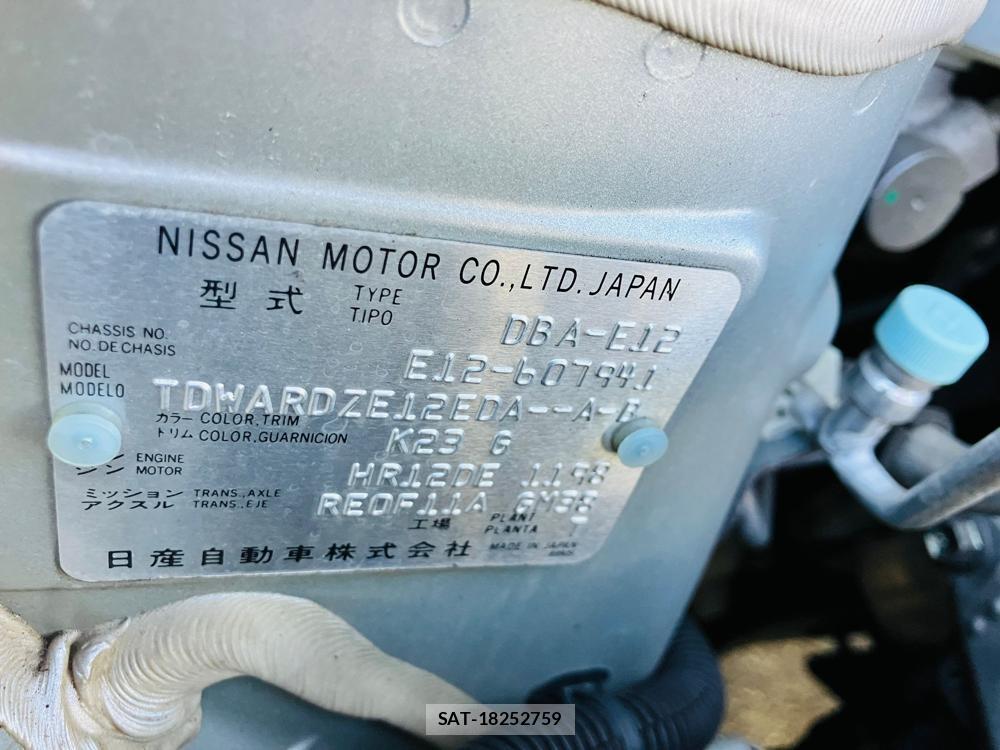 NISSAN MOTOR CO.,LTD. JAPAN
型式 TYPE TIPO DBA-E12
CHASSIS NO. NO. DE CHASIS E12-607941
MODEL MODELO TDWARDZE12EDA--A-B
カラー COLOR,TRIM
トリム COLOR,GUARNICION K23 G
ENGINE
シン MOTOR HR12DE 1198
ミッション TRANS.,AXLE
アクスル TRANS.,EJE RE0F11A GM38
工場 PLANT PLANTA
日産自動車株式会社 MADE IN JAPAN
SAT-18252759